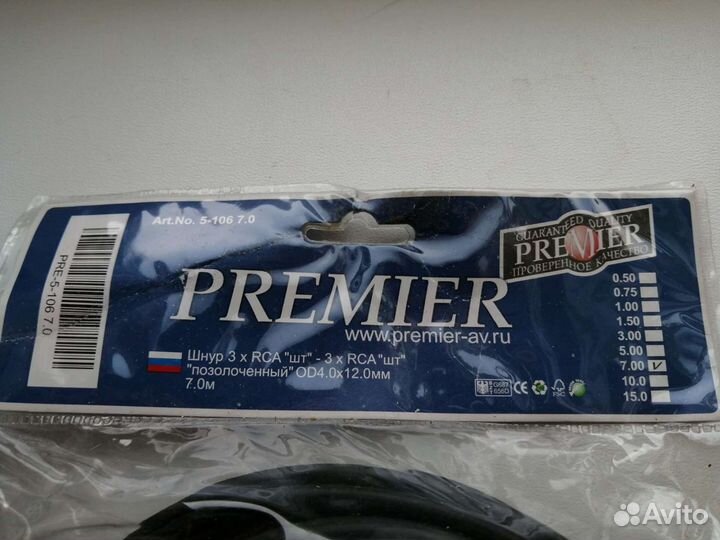 Art.No. 5-106 7.0
PRE-5-106 7.0
GUARANTEED QUALITY
PREMIER
ПРОВЕРЕННОЕ КАЧЕСТВО
PREMIER
www.premier-av.ru
Шнур 3 x RCA "шт" - 3 x RCA "шт"
"позолоченный" OD4.0x12.0мм
7.0м
CE
0.50
0.75
1.00
1.50
3.00
5.00
7.00 ✓
10.0
15.0
Avito